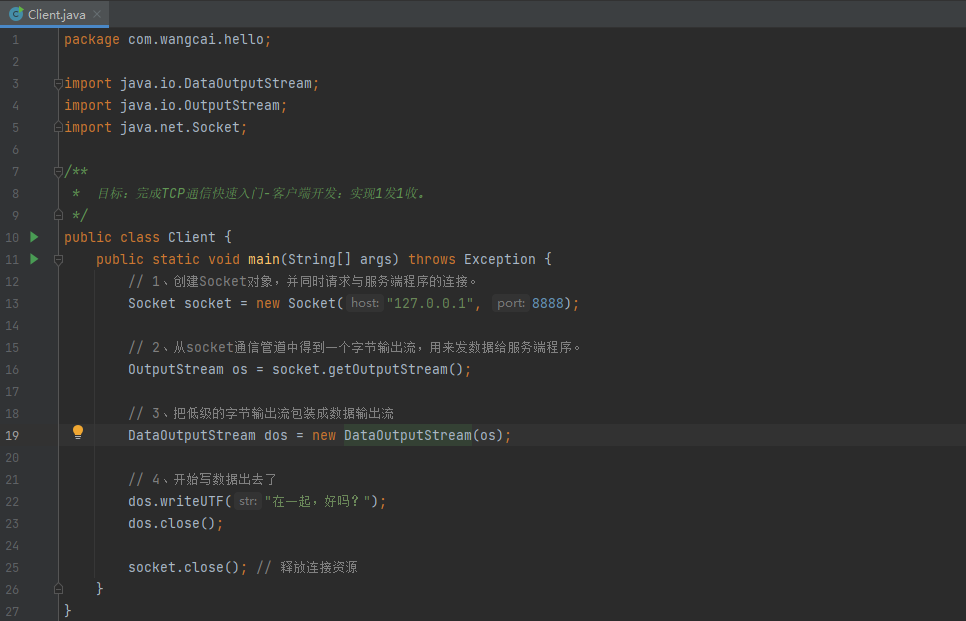 Client.java
1 package com.wangcai.hello;
2
3 import java.io.DataOutputStream;
4 import java.io.OutputStream;
5 import java.net.Socket;
6
7 /**
8  *  目标：完成TCP通信快速入门-客户端开发：实现1发1收。
9  */
10 public class Client {
11     public static void main(String[] args) throws Exception {
12         // 1、创建Socket对象，并同时请求与服务端程序的连接。
13         Socket socket = new Socket( host: "127.0.0.1", port: 8888);
14
15         // 2、从socket通信管道中得到一个字节输出流，用来发数据给服务端程序。
16         OutputStream os = socket.getOutputStream();
17
18         // 3、把低级的字节输出流包装成数据输出流
19         DataOutputStream dos = new DataOutputStream(os);
20
21         // 4、开始写数据出去了
22         dos.writeUTF( str: "在一起，好吗？");
23         dos.close();
24
25         socket.close(); // 释放连接资源
26     }
27 }